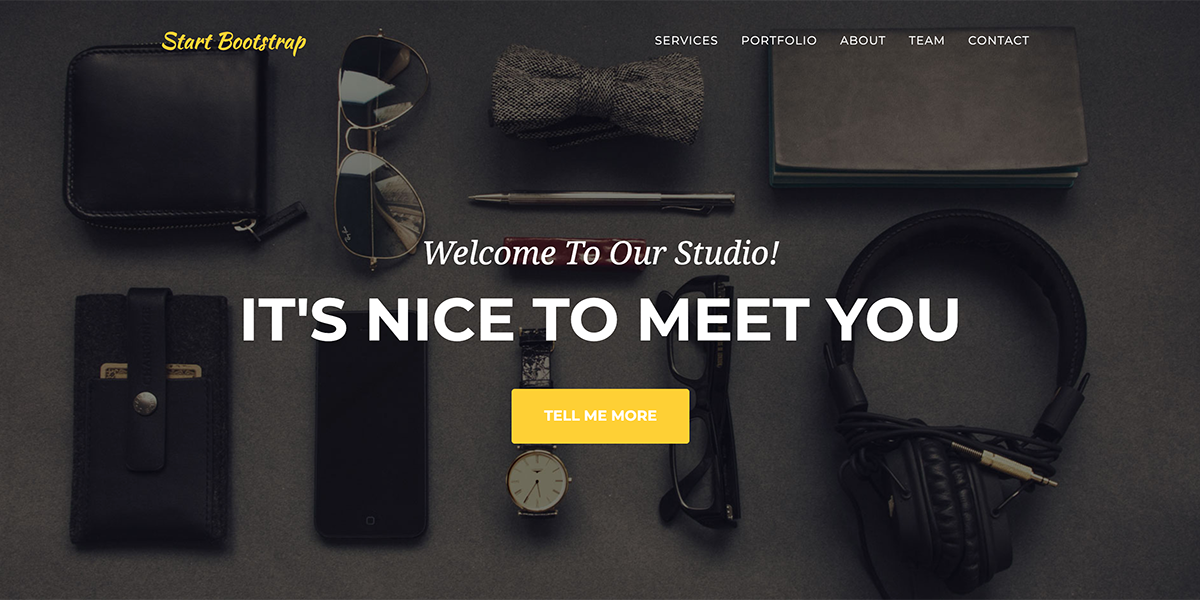 Start Bootstrap
SERVICES PORTFOLIO ABOUT TEAM CONTACT
Welcome To Our Studio!
IT'S NICE TO MEET YOU
TELL ME MORE